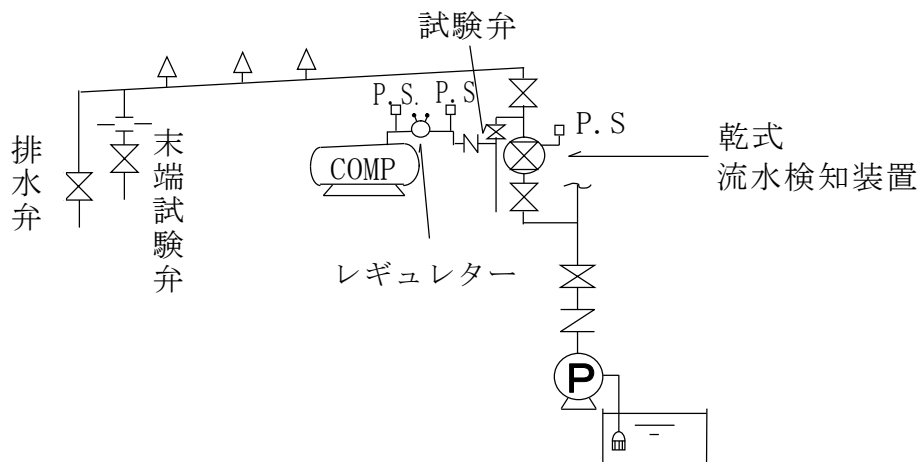 試験弁
P.S.
P.S
P.S
乾式
流水検知装置
排水弁
末端試験弁
COMP
レギュレター
P